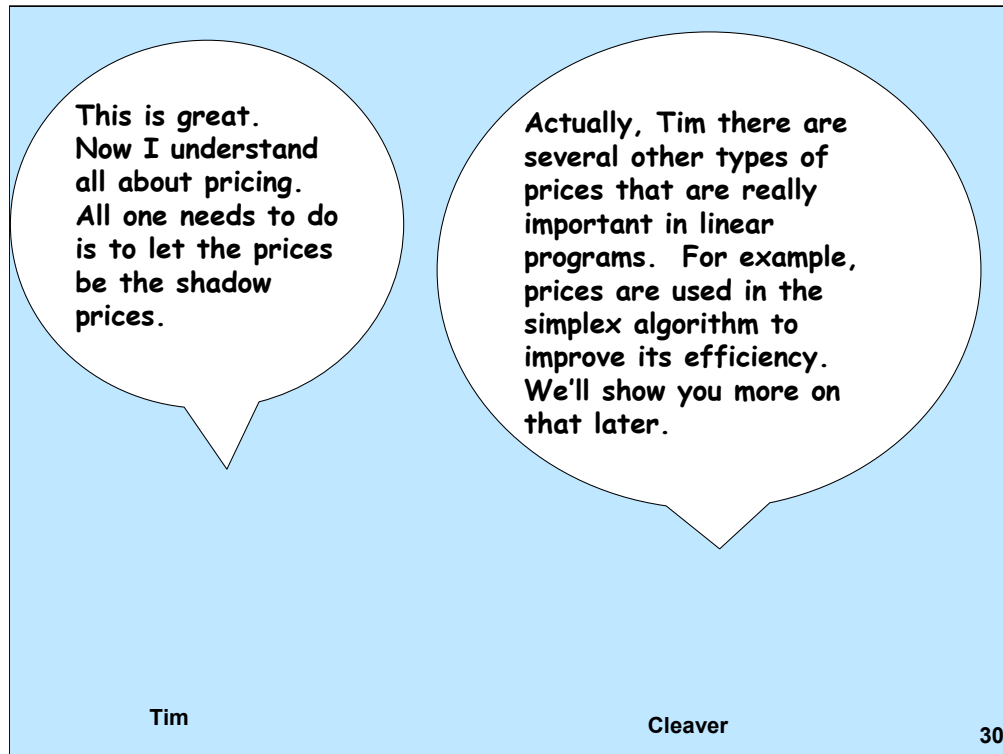 This is great.
Now I understand
all about pricing.
All one needs to do
is to let the prices
be the shadow
prices.
Actually, Tim there are
several other types of
prices that are really
important in linear
programs.  For example,
prices are used in the
simplex algorithm to
improve its efficiency.
We’ll show you more on
that later.
Tim
Cleaver
30